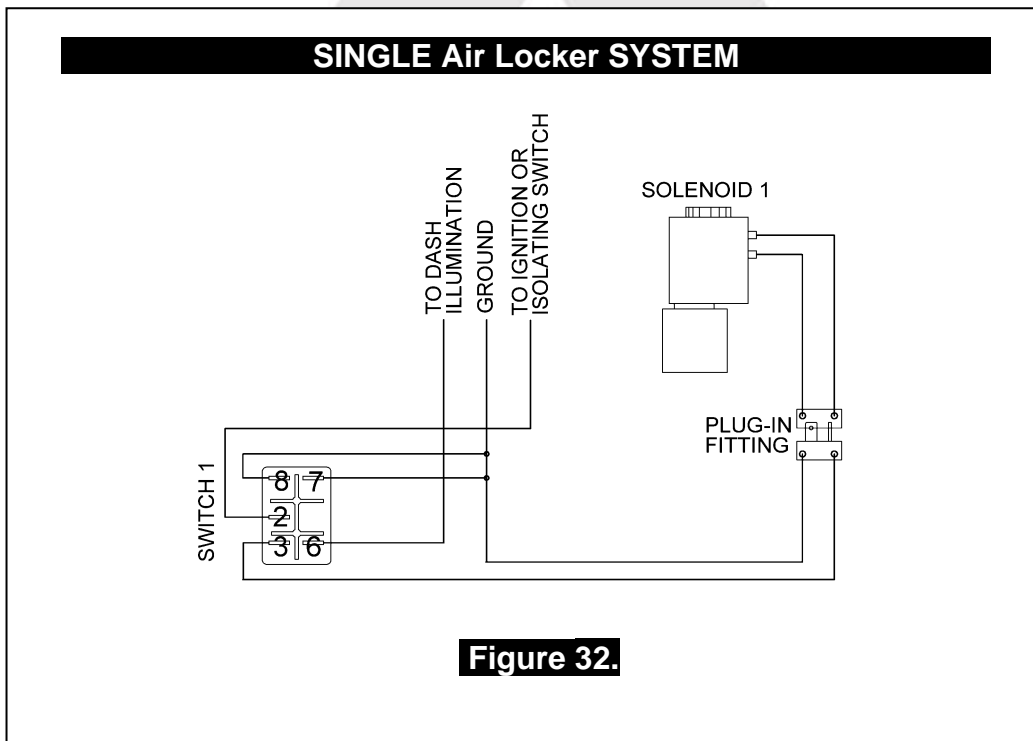 SINGLE Air Locker SYSTEM
TO DASH
ILLUMINATION
GROUND
TO IGNITION OR
ISOLATING SWITCH
SOLENOID 1
PLUG-IN
FITTING
SWITCH 1
8 7
2
3 6
Figure 32.